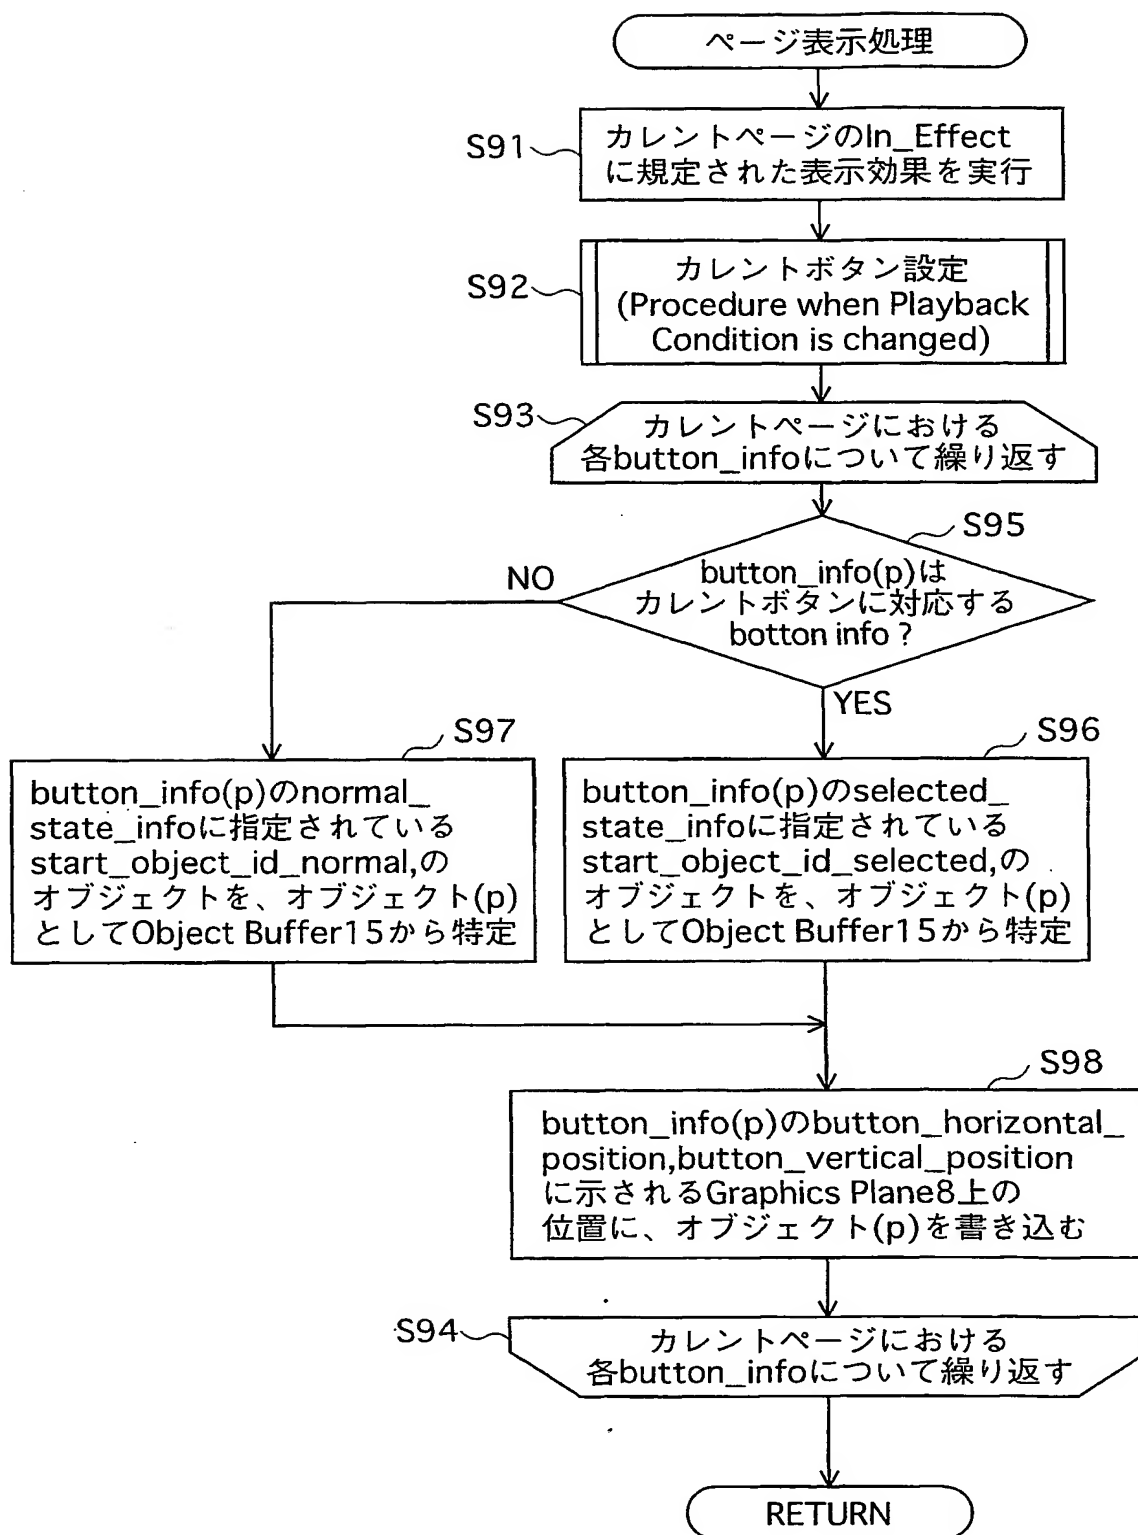 ページ表示処理
S91
カレントページのIn_Effect
に規定された表示効果を実行
S92
カレントボタン設定
(Procedure when Playback
Condition is changed)
S93
カレントページにおける
各button_infoについて繰り返す
S95
button_info(p)は
カレントボタンに対応する
botton info ?
NO
YES
S97
button_info(p)のnormal_
state_infoに指定されている
start_object_id_normal,の
オブジェクトを、オブジェクト(p)
としてObject Buffer15から特定
S96
button_info(p)のselected_
state_infoに指定されている
start_object_id_selected,の
オブジェクトを、オブジェクト(p)
としてObject Buffer15から特定
S98
button_info(p)のbutton_horizontal_
position,button_vertical_position
に示されるGraphics Plane8上の
位置に、オブジェクト(p)を書き込む
S94
カレントページにおける
各button_infoについて繰り返す
RETURN